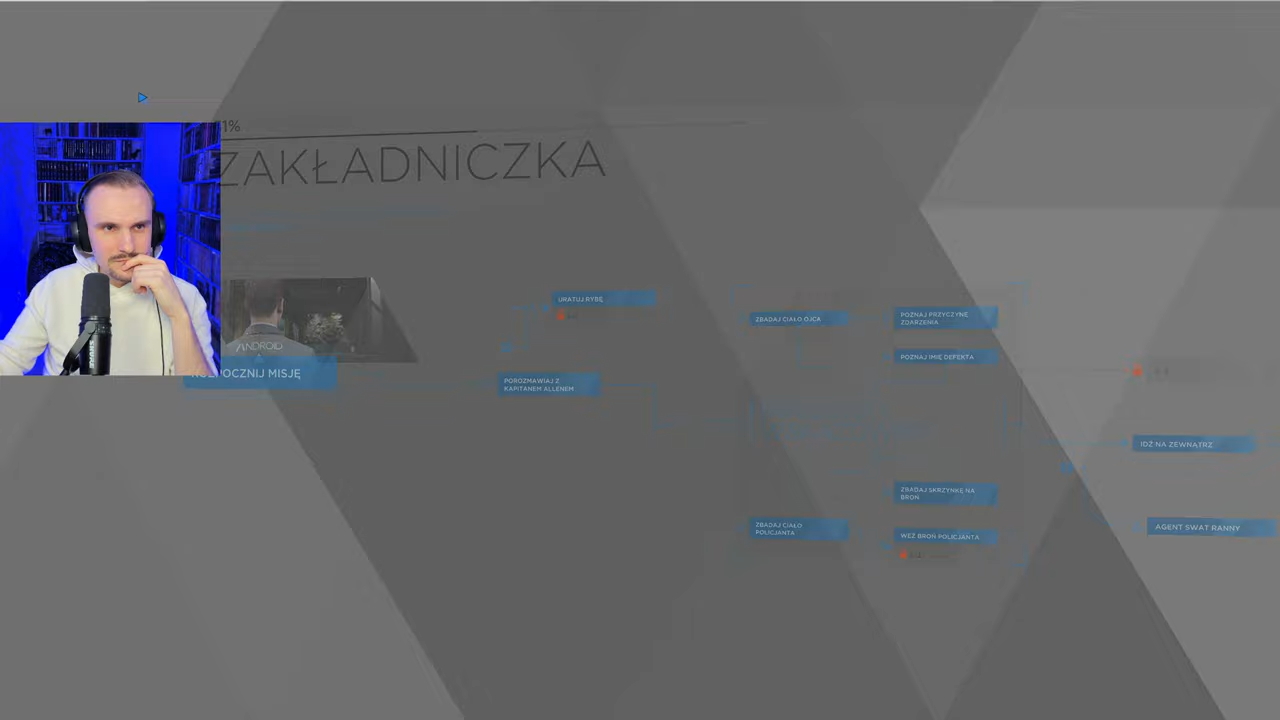 1%
ZAKŁADNICZKA
ANDROID
ROZPOCZNIJ MISJĘ
URATUJ RYBĘ
POROZMAWIAJ Z
KAPITANEM ALLENEM
ZBADAJ CIAŁO OJCA
POZNAJ PRZYCZYNĘ
ZDARZENIA
POZNAJ IMIĘ DEFEKTA
IDŹ NA ZEWNĄTRZ
ZBADAJ SKRZYNKĘ NA
BROŃ
ZBADAJ CIAŁO
POLICJANTA
WEŹ BROŃ POLICJANTA
AGENT SWAT RANNY
SHURE